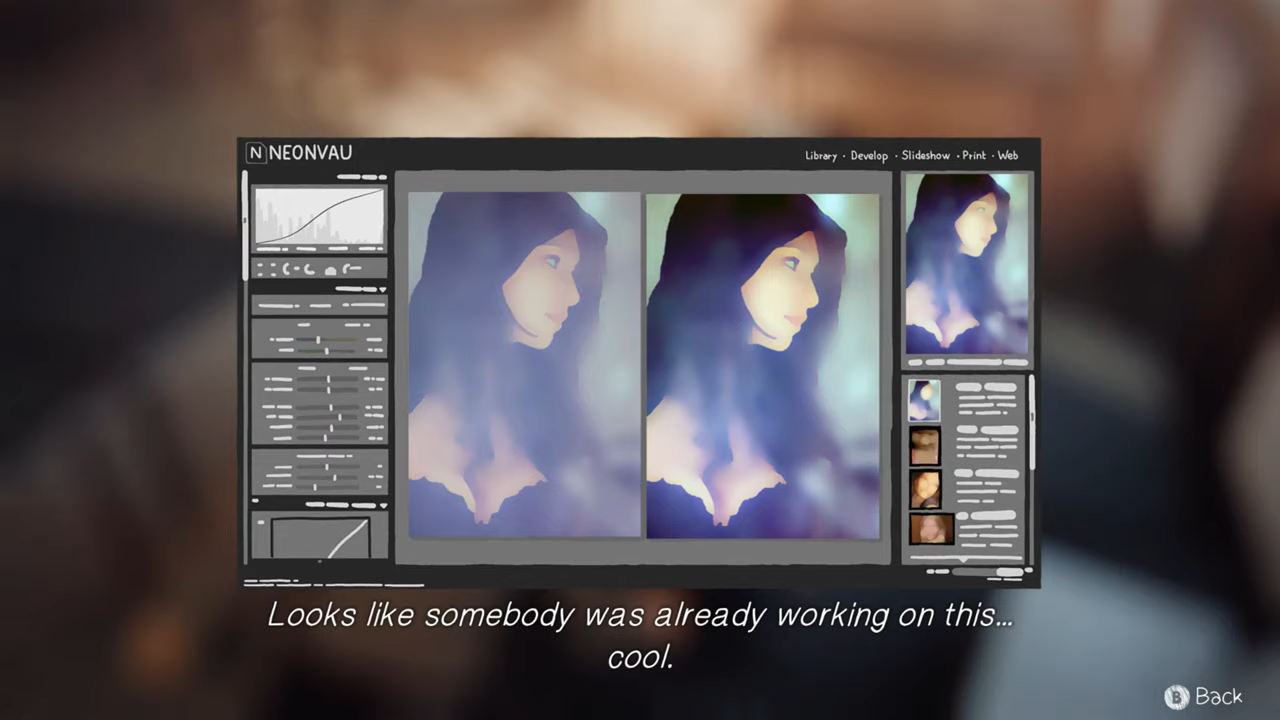 N NEONVAU
Library · Develop · Slideshow · Print · Web
Looks like somebody was already working on this...
cool.
B Back